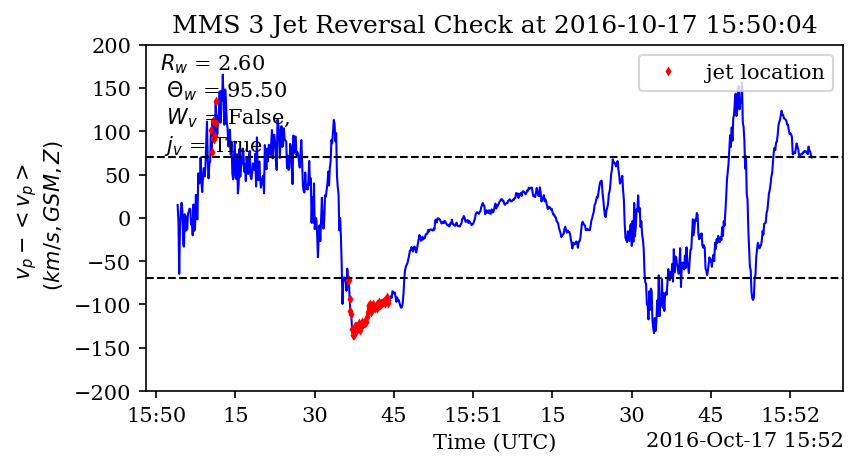 MMS 3 Jet Reversal Check at 2016-10-17 15:50:04
R_w = 2.60
Θ_w = 95.50
W_v = False,
j_v = True
jet location
200
150
100
50
0
−50
−100
−150
−200
v_p − < v_p >
(km/s, GSM, Z)
15:50 15 30 45 15:51 15 30 45 15:52
Time (UTC)
2016-Oct-17 15:52